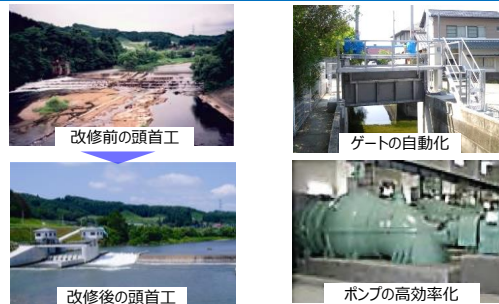 改修前の頭首工
ゲートの自動化
改修後の頭首工
ポンプの高効率化